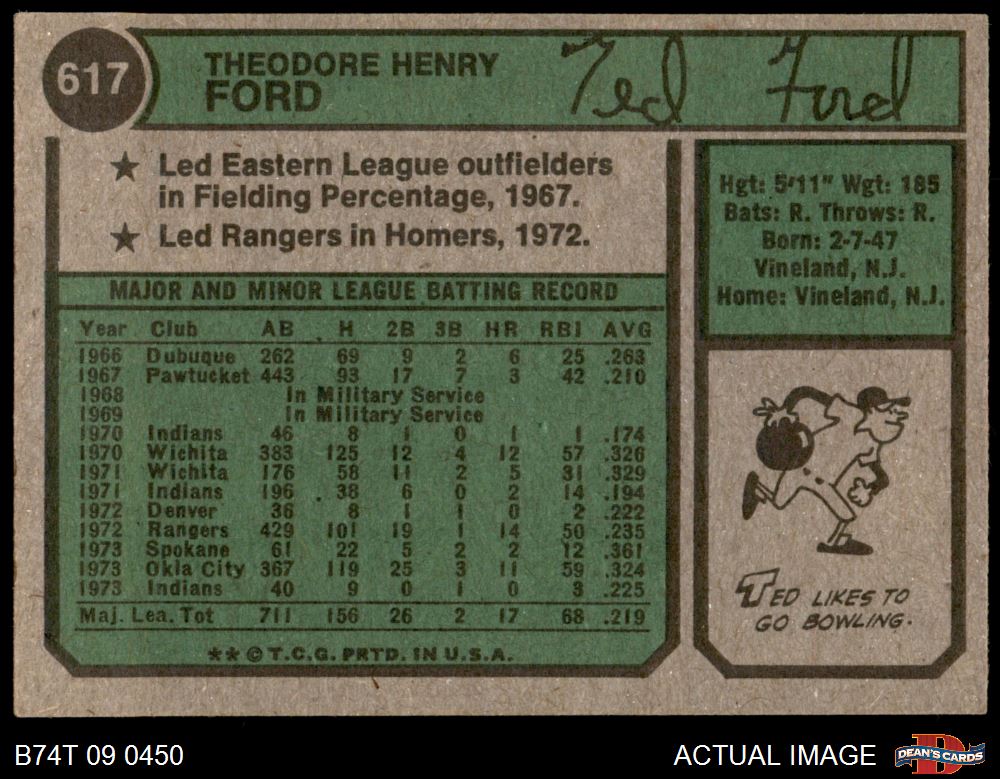 617
THEODORE HENRY
FORD
Ted Ford
★ Led Eastern League outfielders
in Fielding Percentage, 1967.
★ Led Rangers in Homers, 1972.
Hgt: 5'11" Wgt: 185
Bats: R. Throws: R.
Born: 2-7-47
Vineland, N.J.
Home: Vineland, N.J.
MAJOR AND MINOR LEAGUE BATTING RECORD
Year Club AB H 2B 3B HR RBI AVG
1966 Dubuque 262 69 9 2 6 25 .263
1967 Pawtucket 443 93 17 7 3 42 .210
1968 In Military Service
1969 In Military Service
1970 Indians 46 8 1 0 1 1 .174
1970 Wichita 383 125 12 4 12 57 .326
1971 Wichita 176 58 11 2 5 31 .329
1971 Indians 196 38 6 0 2 14 .194
1972 Denver 36 8 1 1 0 2 .222
1972 Rangers 429 101 19 1 14 50 .235
1973 Spokane 61 22 5 2 2 12 .361
1973 Okla City 367 119 25 3 11 59 .324
1973 Indians 40 9 0 1 0 3 .225
Maj. Lea. Tot 711 156 26 2 17 68 .219
** © T.C.G. PRTD. IN U.S.A.
TED LIKES TO
GO BOWLING.
B74T 09 0450
ACTUAL IMAGE
D
DEAN'S CARDS